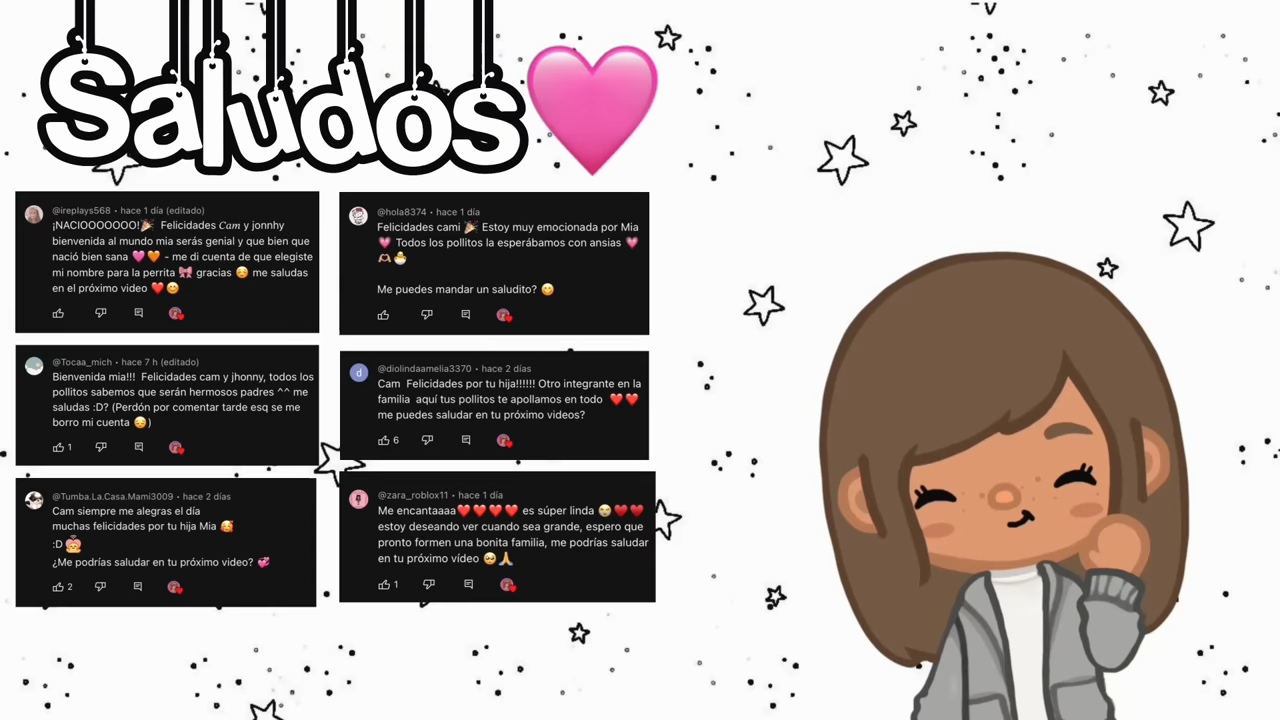 Saludos
@ireplays568 • hace 1 día (editado)
¡NACIOOOOOOO!🎉 Felicidades Cam y jonnhy
bienvenida al mundo mia serás genial y que bien que
nació bien sana 💗🧡 - me di cuenta de que elegiste
mi nombre para la perrita 🎀 gracias 😌 me saludas
en el próximo video ❤️😊
@hola8374 • hace 1 día
Felicidades cami 🎉 Estoy muy emocionada por Mia
💗 Todos los pollitos la esperábamos con ansias 💗
🫶🏽🐣
Me puedes mandar un saludito? 😊
@Tocaa_mich • hace 7 h (editado)
Bienvenida mia!!! Felicidades cam y jhonny, todos los
pollitos sabemos que serán hermosos padres ^^ me
saludas :D? (Perdón por comentar tarde esq se me
borro mi cuenta 😔)
1
@diolindaamelia3370 • hace 2 días
Cam Felicidades por tu hija!!!!!! Otro integrante en la
familia aquí tus pollitos te apollamos en todo ❤️❤️
me puedes saludar en tu próximo videos?
6
@Tumba.La.Casa.Mami3009 • hace 2 días
Cam siempre me alegras el día
muchas felicidades por tu hija Mia 🥰
:D 👼
¿Me podrías saludar en tu próximo video? 💞
2
@zara_roblox11 • hace 1 día
Me encantaaaa❤️❤️❤️❤️ es súper linda 😭❤️❤️
estoy deseando ver cuando sea grande, espero que
pronto formen una bonita familia, me podrías saludar
en tu próximo vídeo 🥺🙏
1
d